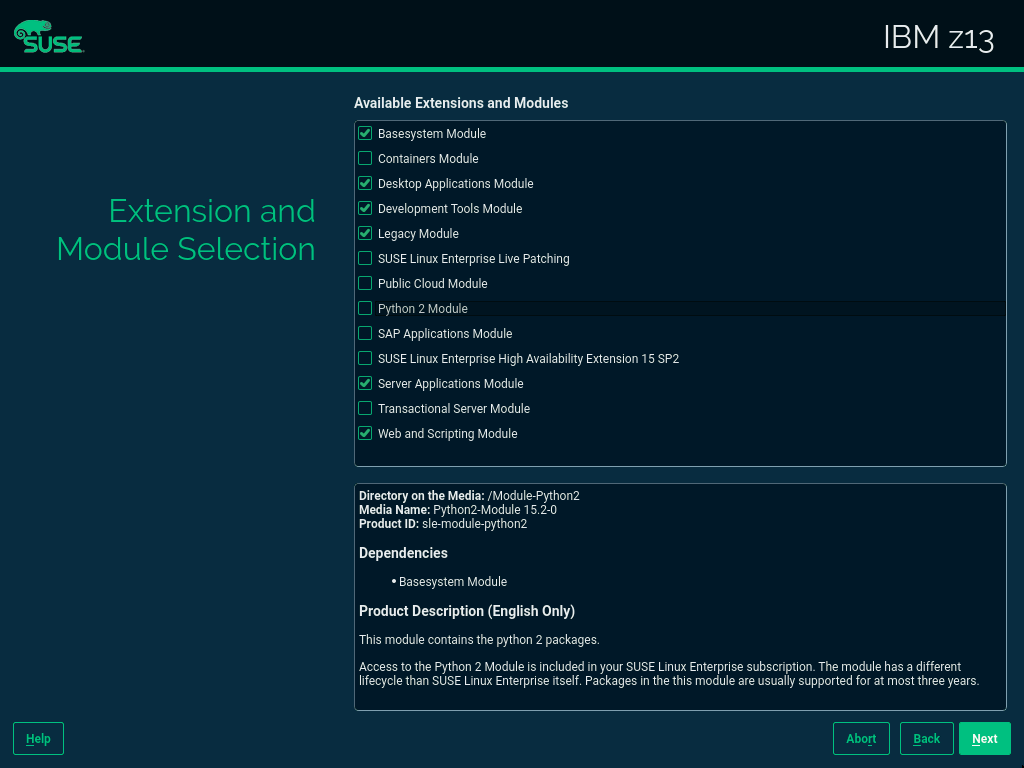 SUSE
IBM z13
Available Extensions and Modules
Extension and
Module Selection
Basesystem Module
Containers Module
Desktop Applications Module
Development Tools Module
Legacy Module
SUSE Linux Enterprise Live Patching
Public Cloud Module
Python 2 Module
SAP Applications Module
SUSE Linux Enterprise High Availability Extension 15 SP2
Server Applications Module
Transactional Server Module
Web and Scripting Module
Directory on the Media: /Module-Python2
Media Name: Python2-Module 15.2-0
Product ID: sle-module-python2
Dependencies
• Basesystem Module
Product Description (English Only)
This module contains the python 2 packages.
Access to the Python 2 Module is included in your SUSE Linux Enterprise subscription. The module has a different
lifecycle than SUSE Linux Enterprise itself. Packages in the this module are usually supported for at most three years.
Help
Abort
Back
Next